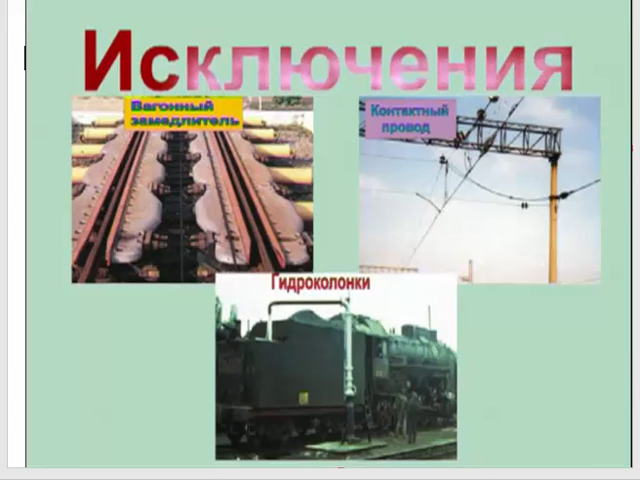 Исключения
Вагонный
замедлитель
Контактный
провод
Гидроколонки